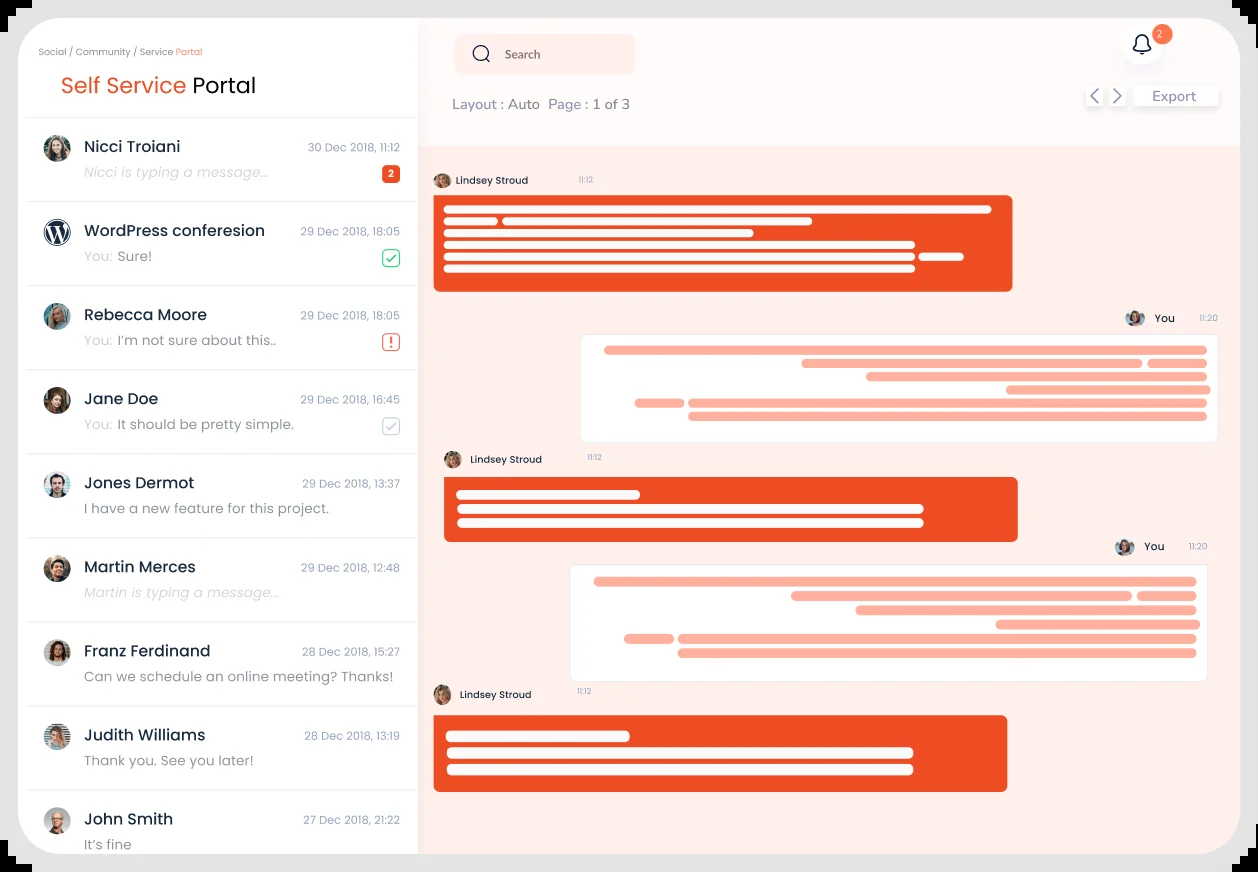 Social / Community / Service Portal
Self Service Portal
Nicci Troiani 30 Dec 2018, 11:12
Nicci is typing a message... 2
WordPress conferesion 29 Dec 2018, 18:05
You: Sure!
Rebecca Moore 29 Dec 2018, 18:05
You: I'm not sure about this..
Jane Doe 29 Dec 2018, 16:45
You: It should be pretty simple.
Jones Dermot 29 Dec 2018, 13:37
I have a new feature for this project.
Martin Merces 29 Dec 2018, 12:48
Martin is typing a message...
Franz Ferdinand 28 Dec 2018, 15:27
Can we schedule an online meeting? Thanks!
Judith Williams 28 Dec 2018, 13:19
Thank you. See you later!
John Smith 27 Dec 2018, 21:22
It's fine
Search
2
Layout : Auto Page : 1 of 3
Export
Lindsey Stroud 11:12
You 11:20
Lindsey Stroud 11:12
You 11:20
Lindsey Stroud 11:12